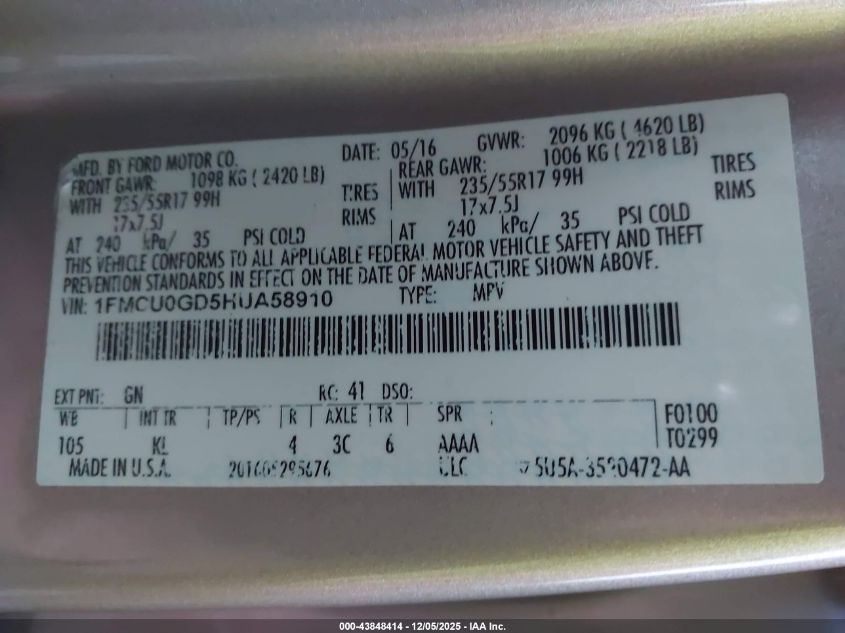 MFD. BY FORD MOTOR CO. DATE: 05/16 GVWR: 2096 KG ( 4620 LB)
FRONT GAWR: 1098 KG ( 2420 LB) REAR GAWR: 1006 KG ( 2218 LB)
WITH 235/55R17 99H TIRES WITH 235/55R17 99H TIRES
17x7.5J RIMS 17x7.5J RIMS
AT 240 kPa/ 35 PSI COLD AT 240 kPa/ 35 PSI COLD
THIS VEHICLE CONFORMS TO ALL APPLICABLE FEDERAL MOTOR VEHICLE SAFETY AND THEFT
PREVENTION STANDARDS IN EFFECT ON THE DATE OF MANUFACTURE SHOWN ABOVE.
VIN: 1FMCU0GD5HUA58910 TYPE: MPV
EXT PNT: GN RC: 41 DSO:
WB INT TR TP/PS R AXLE TR SPR F0100
105 KL 4 3C 6 AAAA T0299
MADE IN U.S.A.
000-43848414 - 12/05/2025 - IAA Inc.